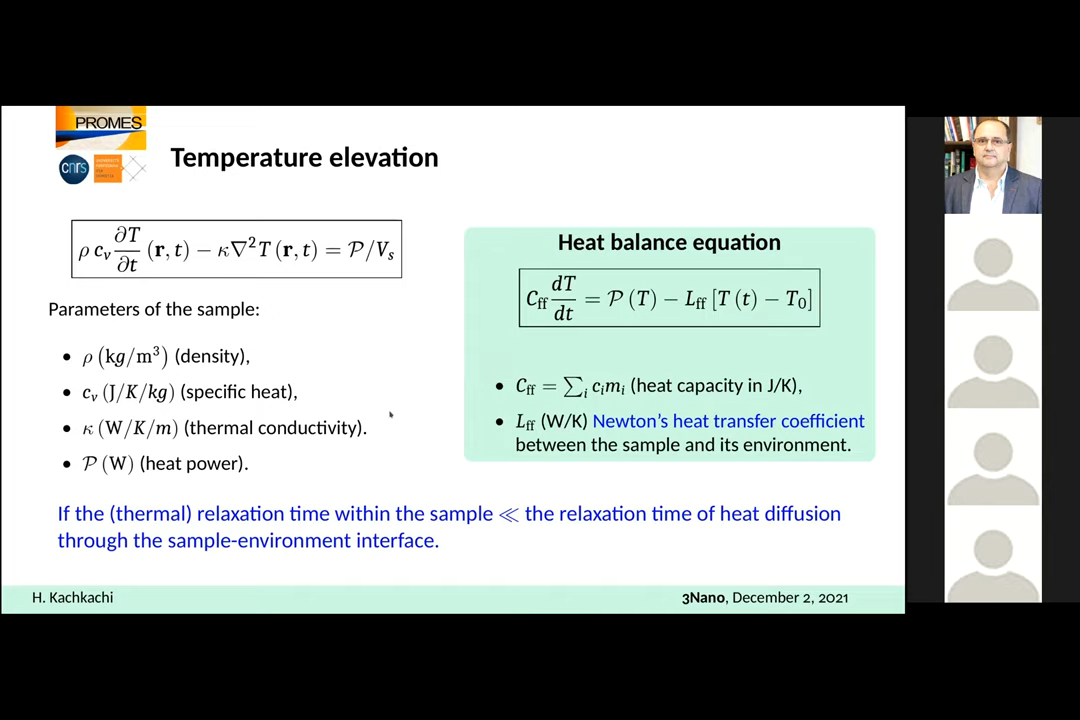 PROMES
cnrs
Temperature elevation
ρ c_v ∂T/∂t (r, t) − κ∇²T (r, t) = 𝒫/V_s
Parameters of the sample:
• ρ (kg/m³) (density),
• c_v (J/K/kg) (specific heat),
• κ (W/K/m) (thermal conductivity).
• 𝒫 (W) (heat power).
Heat balance equation
C_ff dT/dt = 𝒫 (T) − L_ff [T (t) − T₀]
• C_ff = ∑_i c_i m_i (heat capacity in J/K),
• L_ff (W/K) Newton's heat transfer coefficient
between the sample and its environment.
If the (thermal) relaxation time within the sample ≪ the relaxation time of heat diffusion
through the sample-environment interface.
H. Kachkachi
3Nano, December 2, 2021